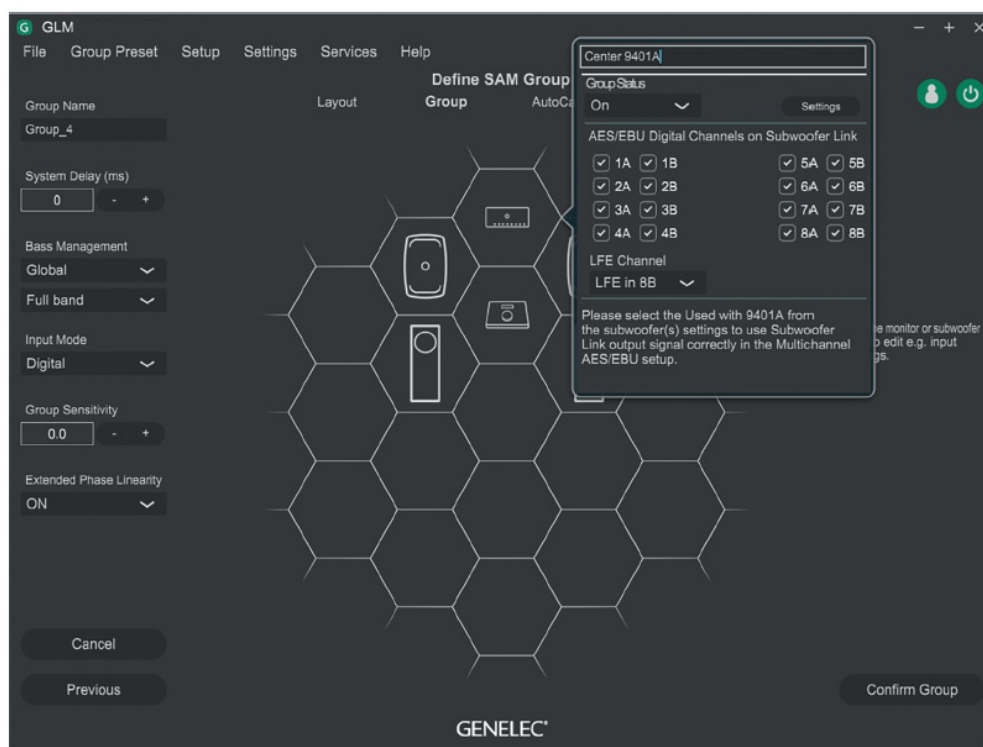 G GLM
File Group Preset Setup Settings Services Help
Define SAM Group
Layout Group AutoCa
Group Name
Group_4
System Delay (ms)
0 - +
Bass Management
Global
Full band
Input Mode
Digital
Group Sensitivity
0.0 - +
Extended Phase Linearity
ON
Cancel
Previous
Center 9401A
Group Status
On Settings
AES/EBU Digital Channels on Subwoofer Link
1A 1B 5A 5B
2A 2B 6A 6B
3A 3B 7A 7B
4A 4B 8A 8B
LFE Channel
LFE in 8B
Please select the Used with 9401A from
the subwoofer(s) settings to use Subwoofer
Link output signal correctly in the Multichannel
AES/EBU setup.
e monitor or subwoofer
o edit e.g. input
gs.
Confirm Group
GENELEC®